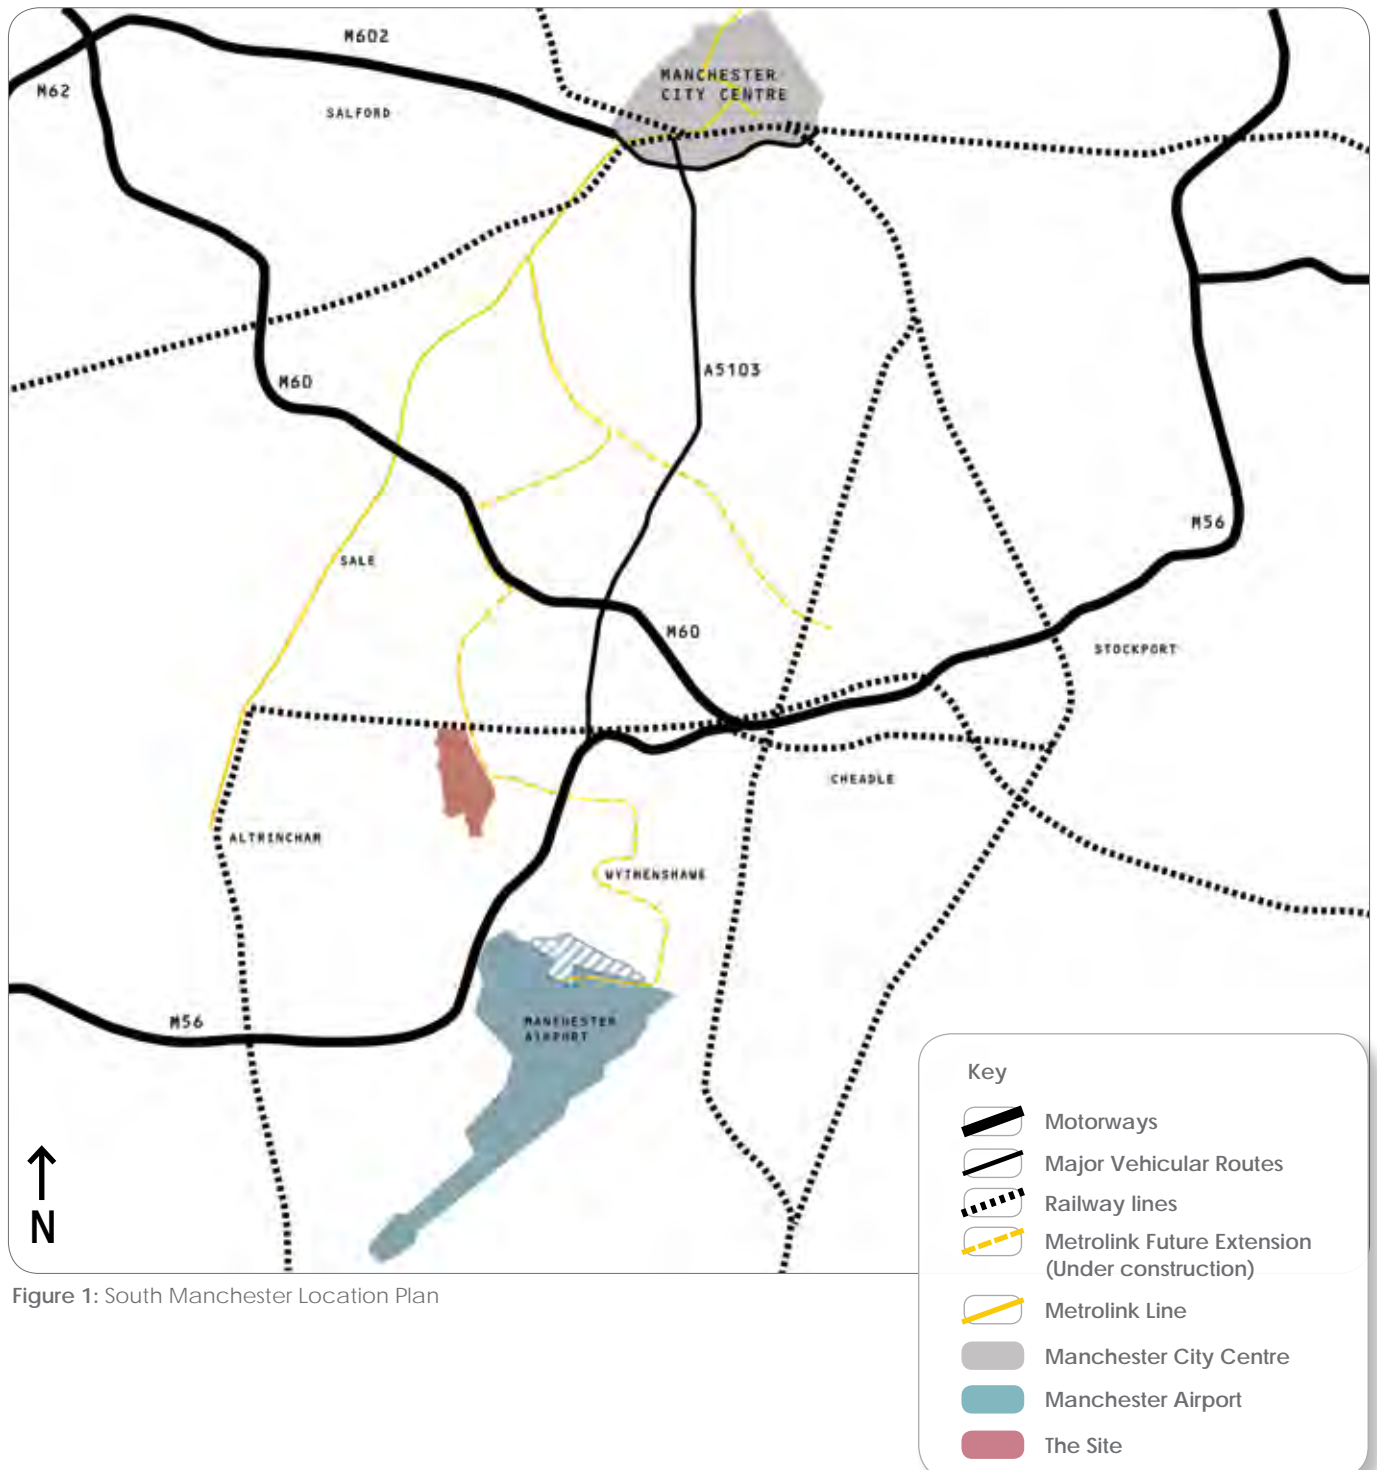 M602
M62
MANCHESTER
CITY CENTRE
SALFORD
A5103
M60
M56
SALE
M60
STOCKPORT
CHEADLE
ALTRINCHAM
WYTHENSHAWE
M56
MANCHESTER
AIRPORT
N
Key
Motorways
Major Vehicular Routes
Railway lines
Metrolink Future Extension
(Under construction)
Metrolink Line
Manchester City Centre
Manchester Airport
The Site
Figure 1: South Manchester Location Plan